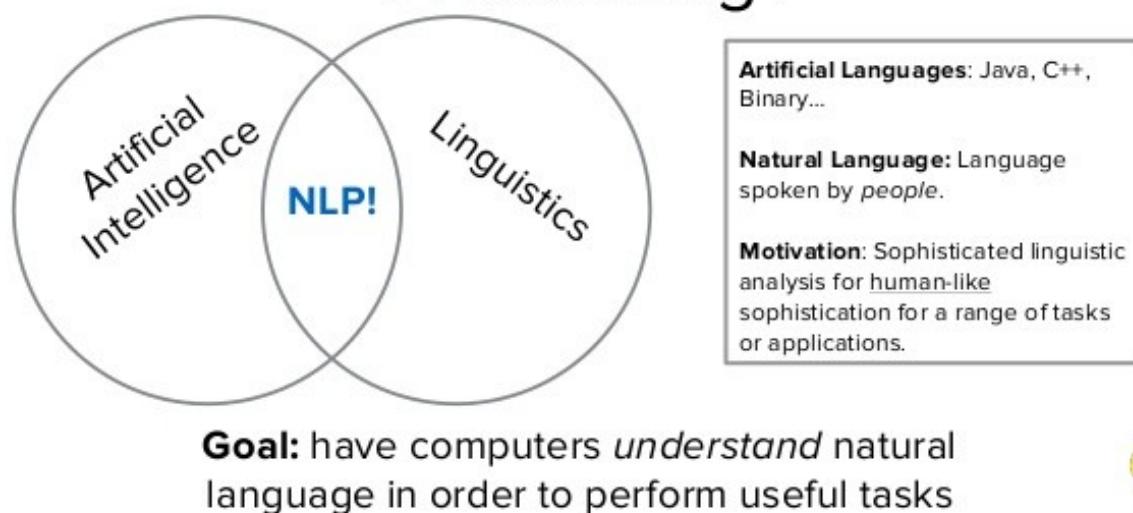 Artificial
Intelligence
NLP!
Linguistics
Artificial Languages: Java, C++,
Binary...
Natural Language: Language
spoken by people.
Motivation: Sophisticated linguistic
analysis for human-like
sophistication for a range of tasks
or applications.
Goal: have computers understand natural
language in order to perform useful tasks